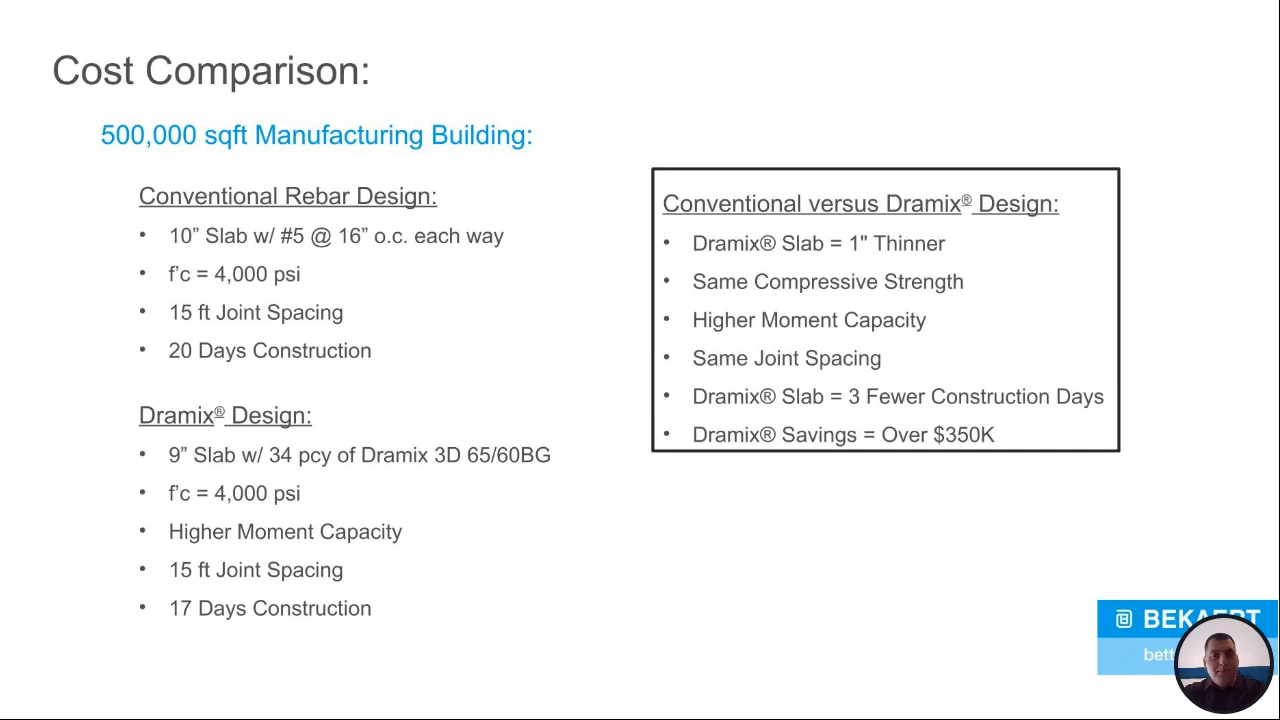 Cost Comparison:
500,000 sqft Manufacturing Building:
Conventional Rebar Design:
• 10” Slab w/ #5 @ 16” o.c. each way
• f’c = 4,000 psi
• 15 ft Joint Spacing
• 20 Days Construction
Dramix® Design:
• 9” Slab w/ 34 pcy of Dramix 3D 65/60BG
• f’c = 4,000 psi
• Higher Moment Capacity
• 15 ft Joint Spacing
• 17 Days Construction
Conventional versus Dramix® Design:
• Dramix® Slab = 1" Thinner
• Same Compressive Strength
• Higher Moment Capacity
• Same Joint Spacing
• Dramix® Slab = 3 Fewer Construction Days
• Dramix® Savings = Over $350K
BEKAERT